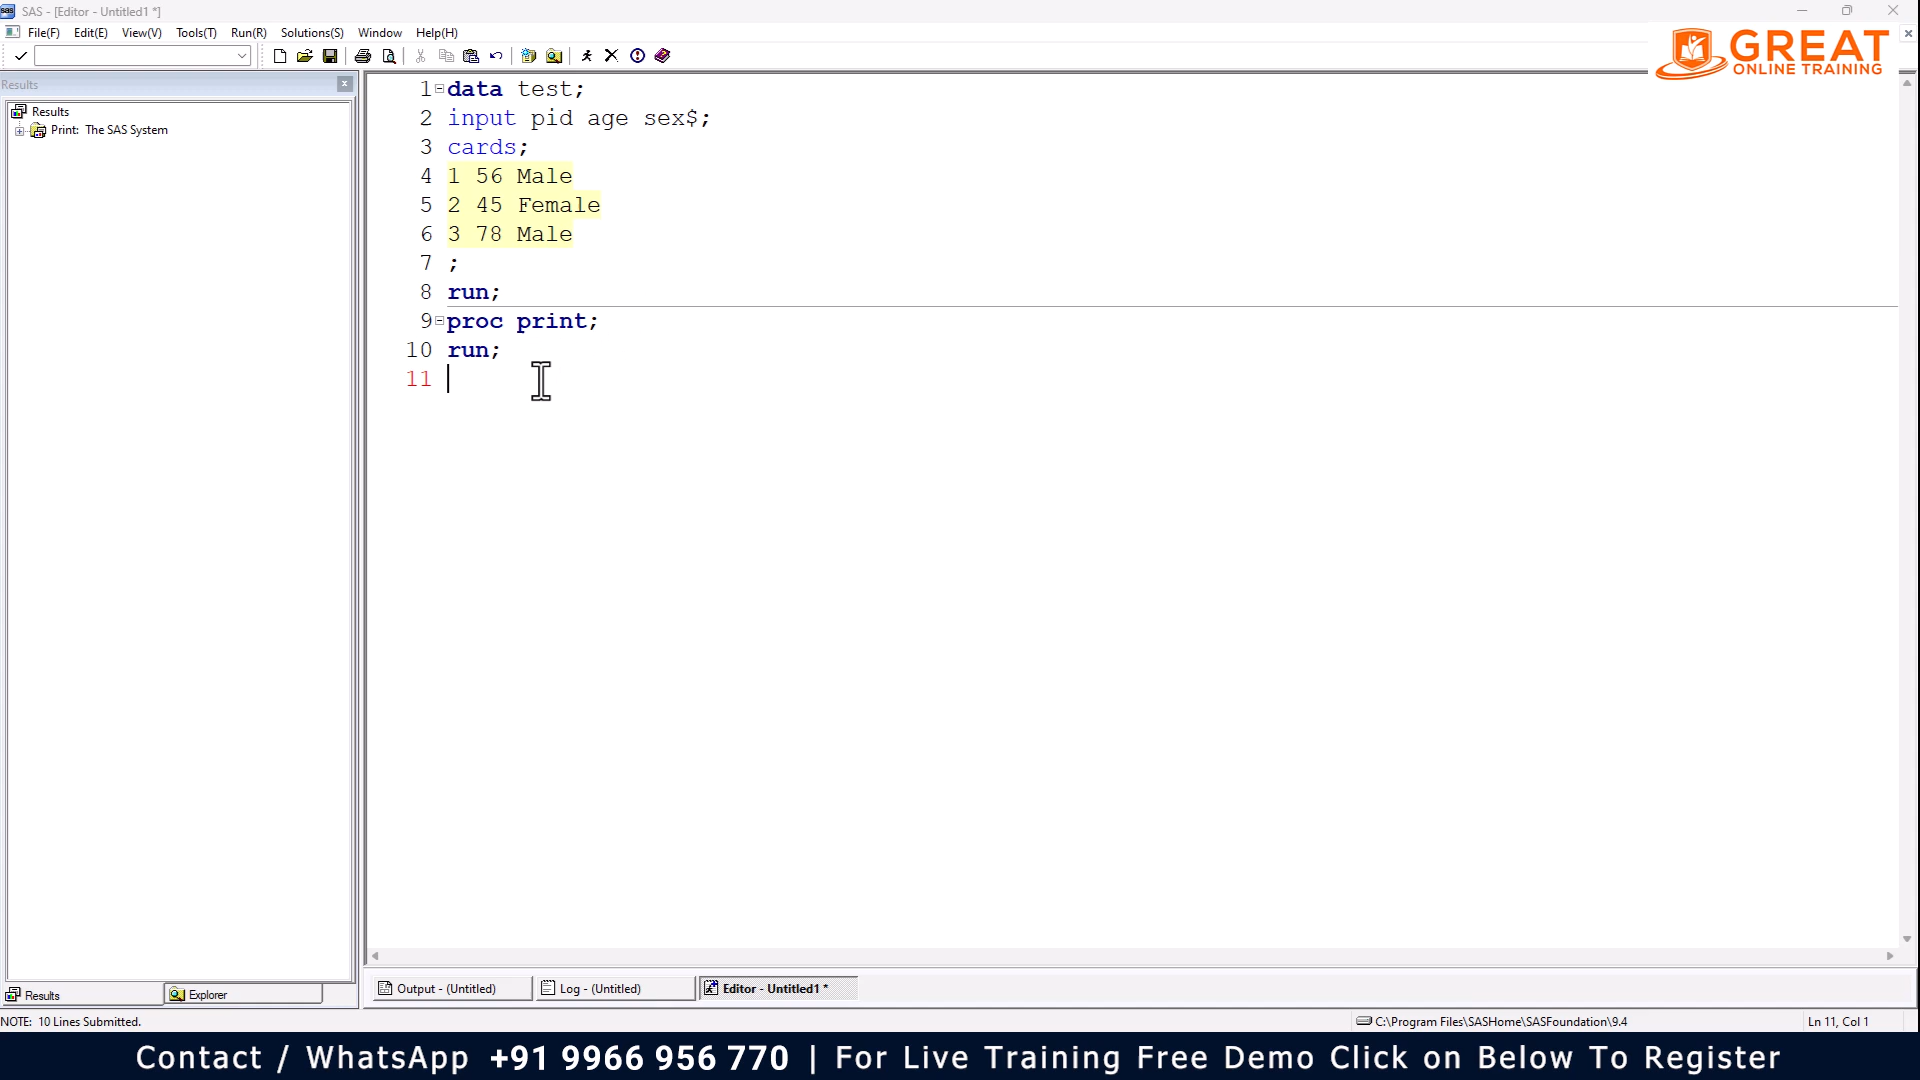 SAS - [Editor - Untitled1 *]
File(F) Edit(E) View(V) Tools(T) Run(R) Solutions(S) Window Help(H)
GREAT
ONLINE TRAINING
Results
Results
Print: The SAS System
1 data test;
2 input pid age sex$;
3 cards;
4 1 56 Male
5 2 45 Female
6 3 78 Male
7 ;
8 run;
9 proc print;
10 run;
11
Results Explorer
Output - (Untitled) Log - (Untitled) Editor - Untitled1 *
NOTE: 10 Lines Submitted. C:\Program Files\SASHome\SASFoundation\9.4 Ln 11, Col 1
Contact / WhatsApp +91 9966 956 770 | For Live Training Free Demo Click on Below To Register